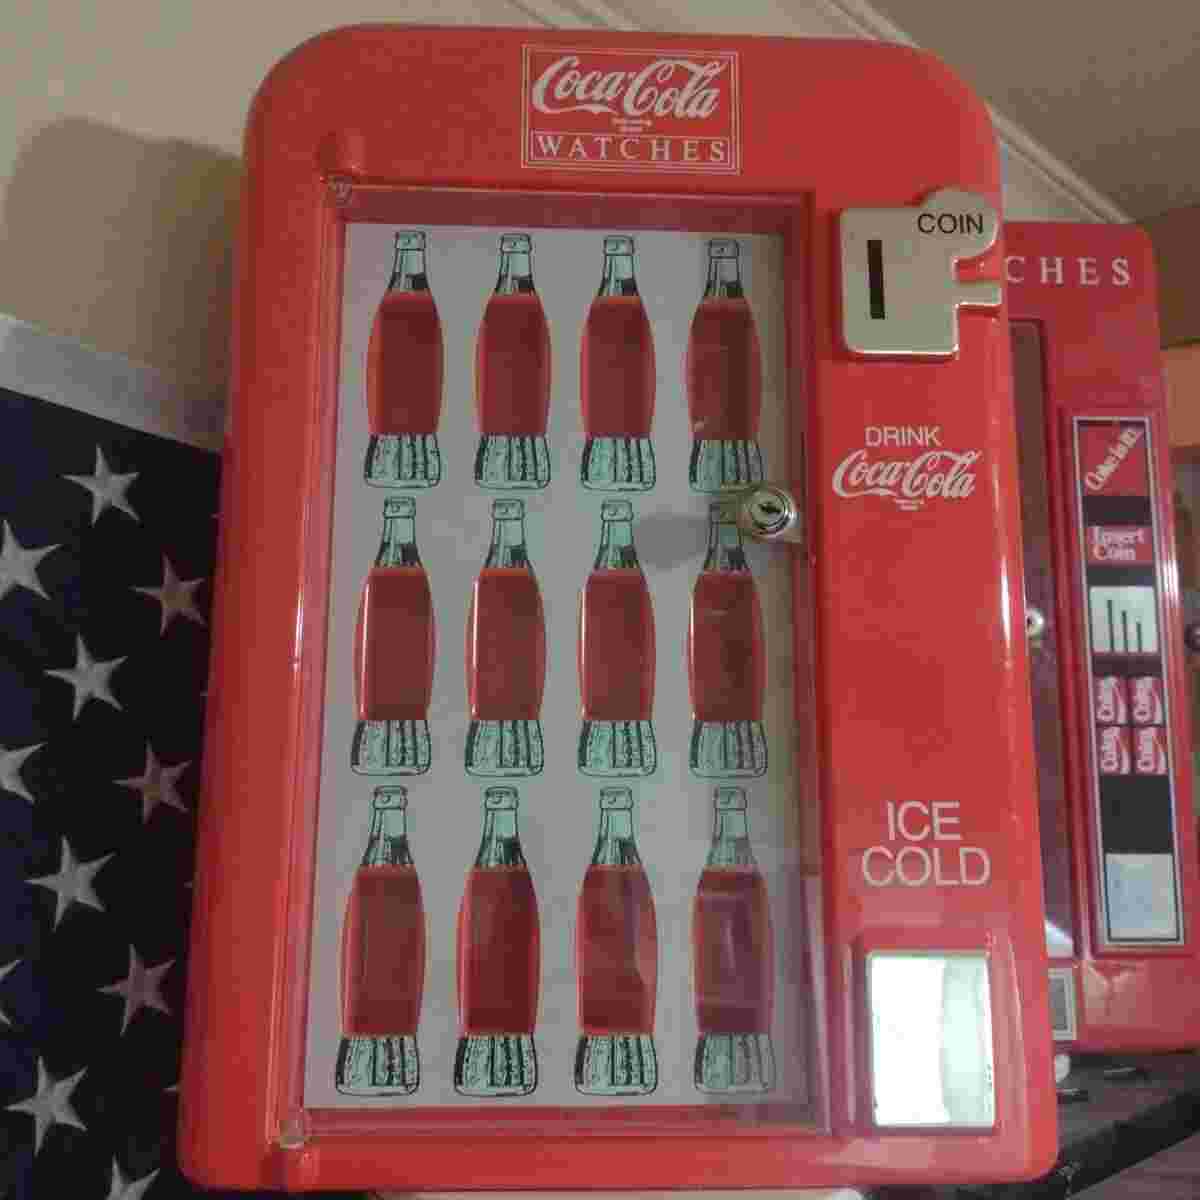 Coca-Cola
WATCHES
COIN
DRINK
Coca-Cola
ICE
COLD
CHES
Insert
Coin